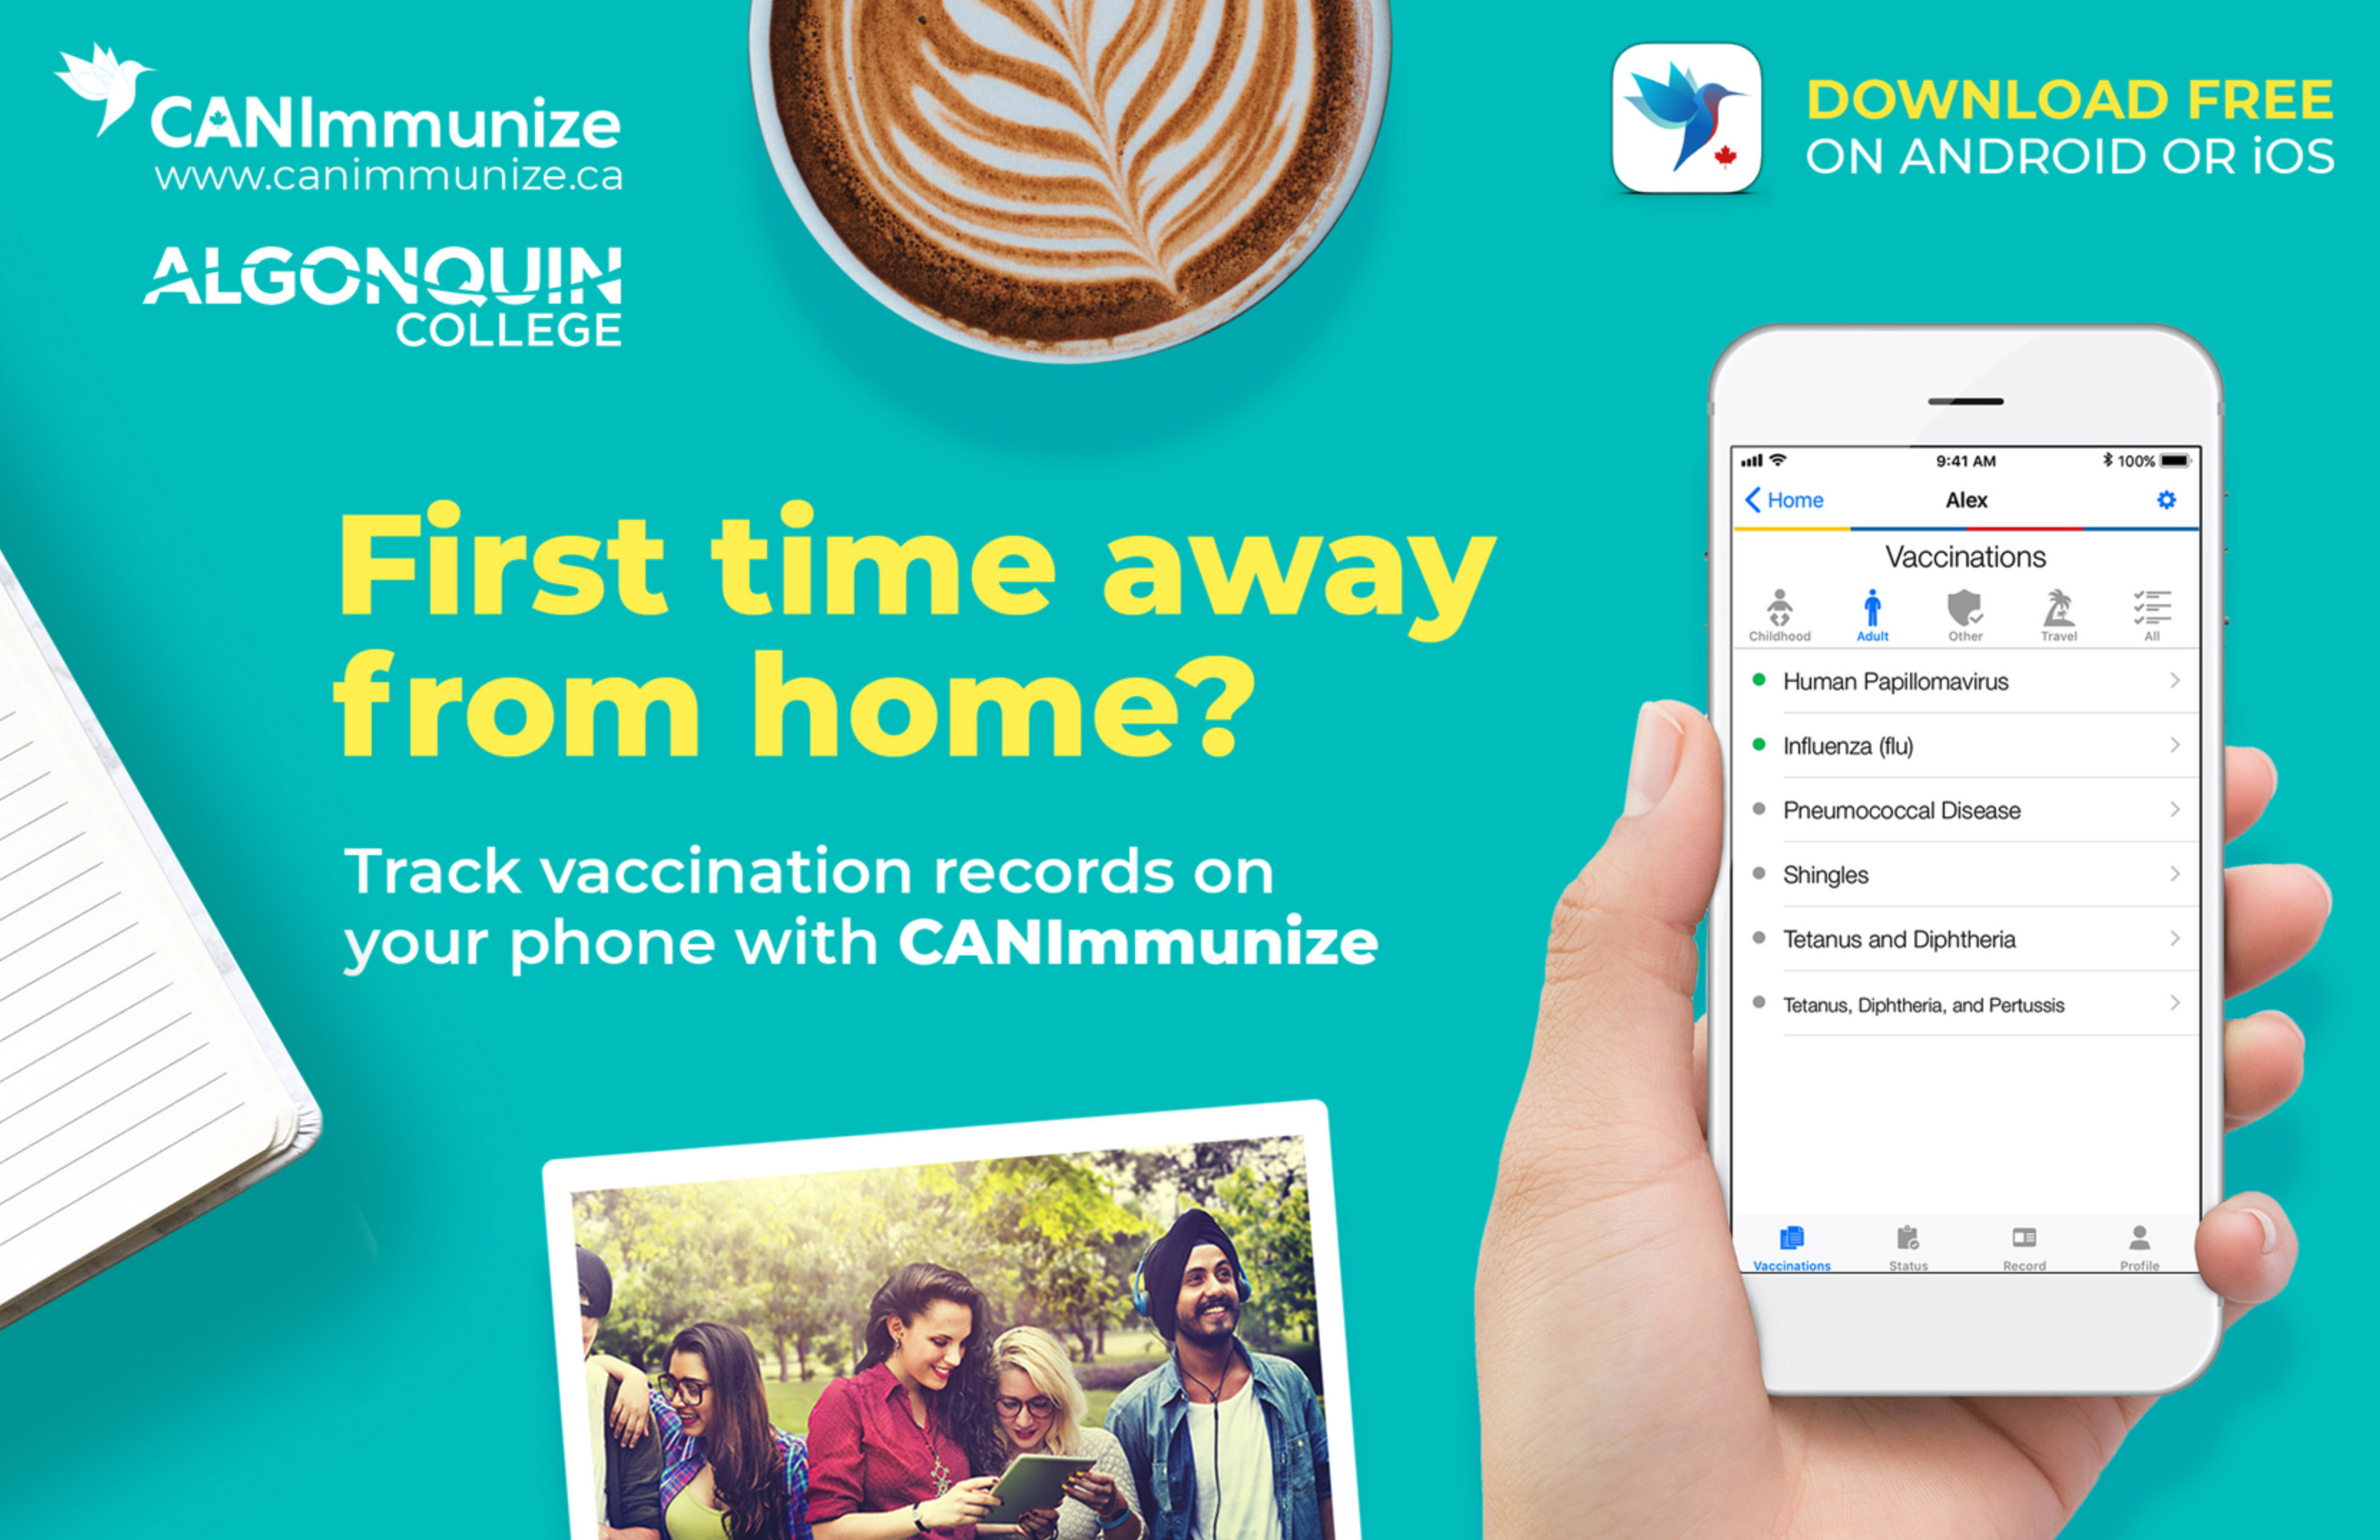 CANImmunize
www.canimmunize.ca
ALGONQUIN
COLLEGE
DOWNLOAD FREE
ON ANDROID OR iOS
First time away
from home?
Track vaccination records on
your phone with CANImmunize
9:41 AM
100%
Home
Alex
Vaccinations
Childhood
Adult
Other
Travel
All
Human Papillomavirus
Influenza (flu)
Pneumococcal Disease
Shingles
Tetanus and Diphtheria
Tetanus, Diphtheria, and Pertussis
Vaccinations
Status
Record
Profile